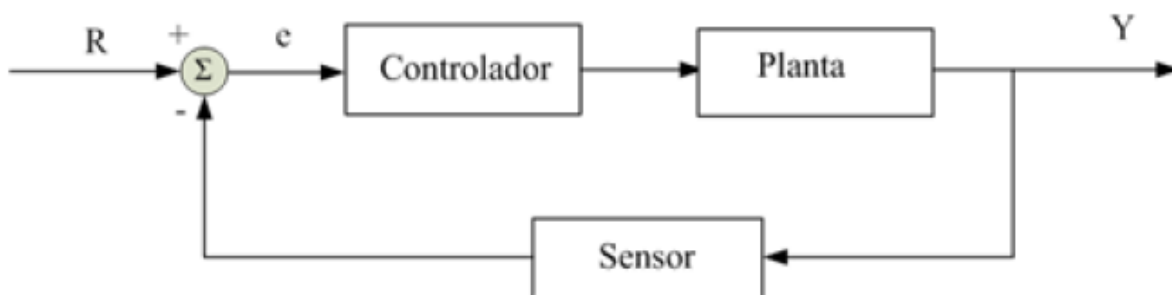 R
+
Σ
-
e
Controlador
Planta
Y
Sensor